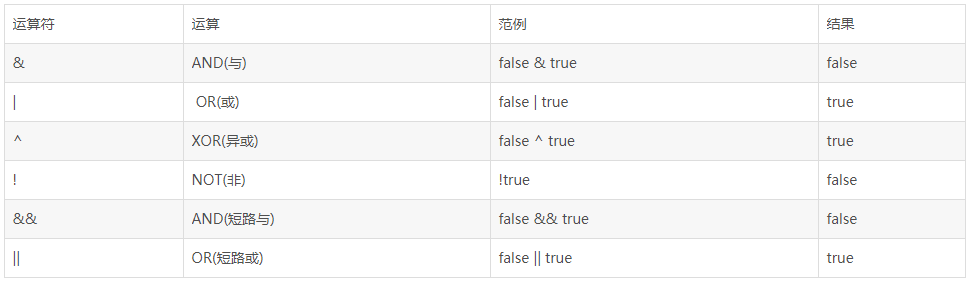 运算符 运算 范例 结果
& AND(与) false & true false
| OR(或) false | true true
^ XOR(异或) false ^ true true
! NOT(非) !true false
&& AND(短路与) false && true false
|| OR(短路或) false || true true